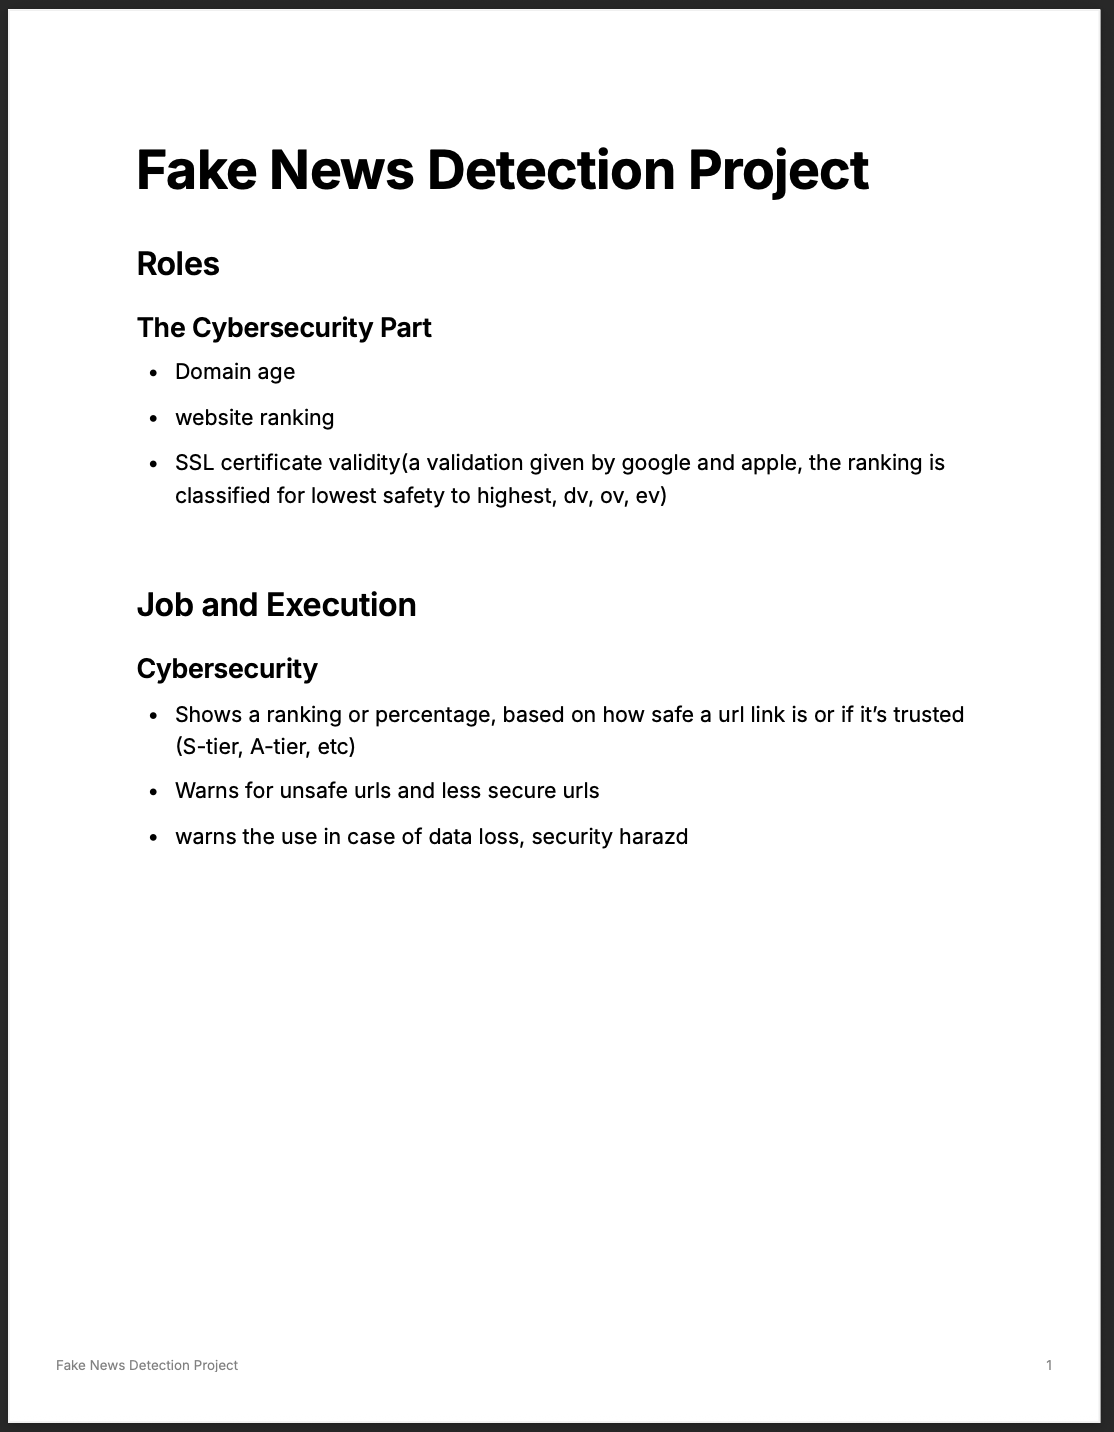 Fake News Detection Project
Roles
The Cybersecurity Part
• Domain age
• website ranking
• SSL certificate validity(a validation given by google and apple, the ranking is
classified for lowest safety to highest, dv, ov, ev)
Job and Execution
Cybersecurity
• Shows a ranking or percentage, based on how safe a url link is or if it’s trusted
(S-tier, A-tier, etc)
• Warns for unsafe urls and less secure urls
• warns the use in case of data loss, security harazd
Fake News Detection Project
1